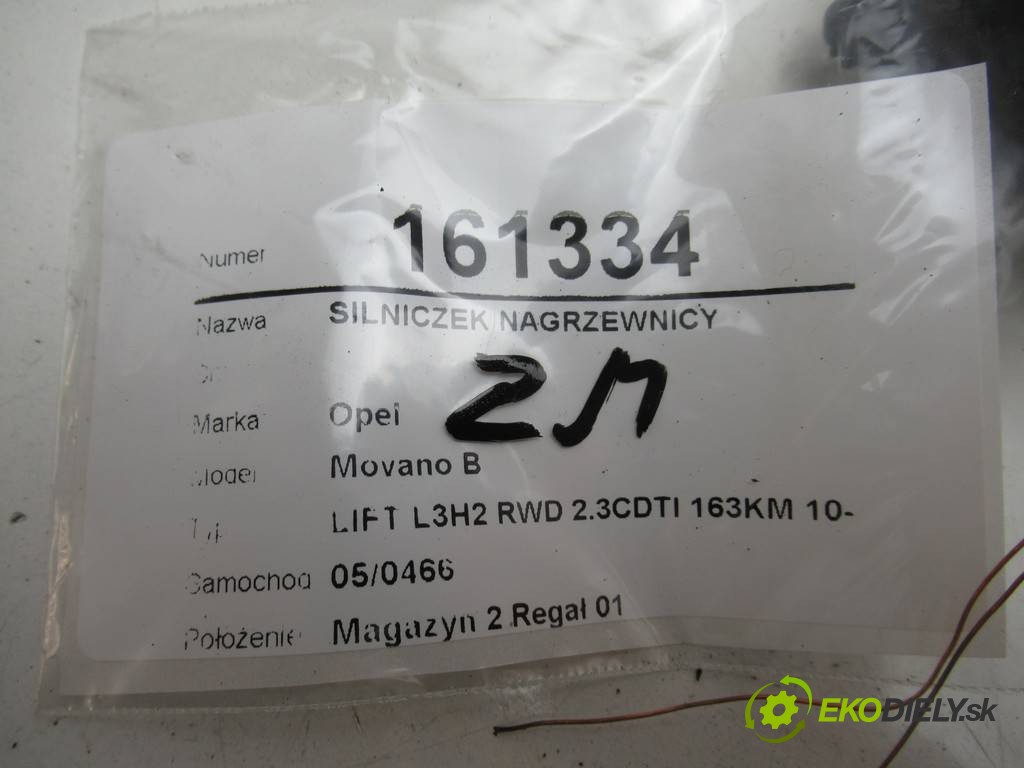 Numer 161334
Nazwa SILNICZEK NAGRZEWNICY
Marka Opel
Model Movano B
Typ LIFT L3H2 RWD 2.3CDTI 163KM 10-
Samochod 05/0466
Położenie Magazyn 2 Regał 01
EKODIELY.sk